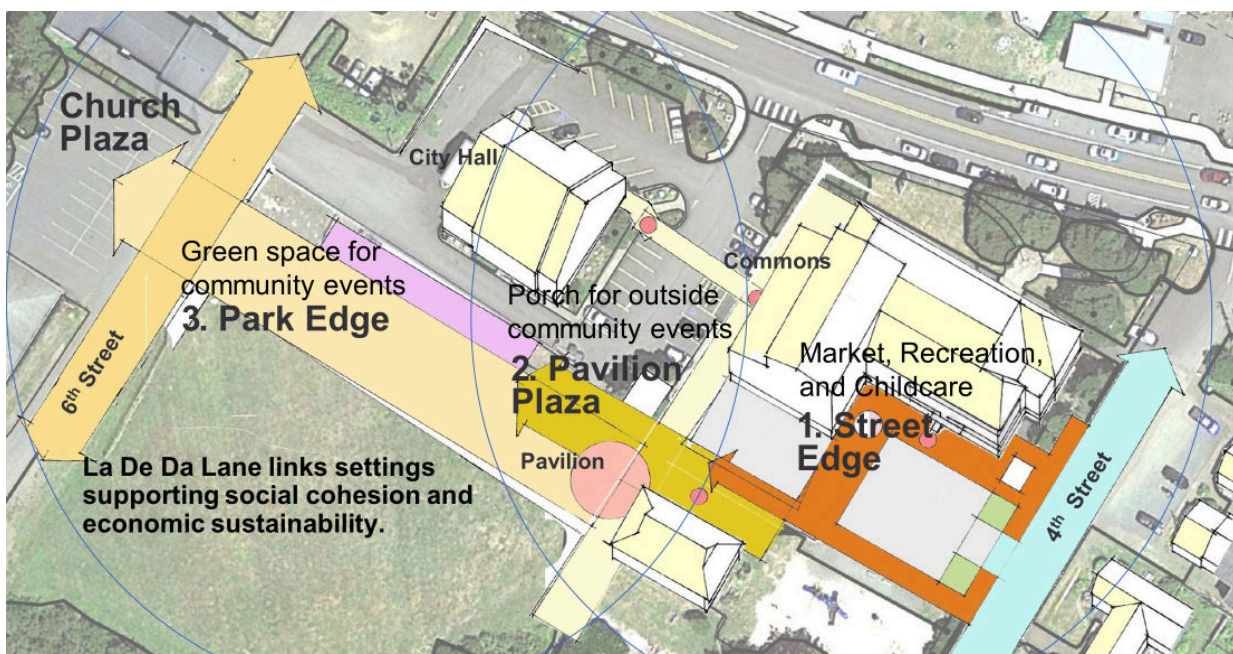 Church
Plaza
City Hall
Commons
Green space for
community events
3. Park Edge
Porch for outside
community events
2. Pavilion
Plaza
Market, Recreation,
and Childcare
1. Street
Edge
6th Street
Pavilion
4th Street
La De Da Lane links settings
supporting social cohesion and
economic sustainability.